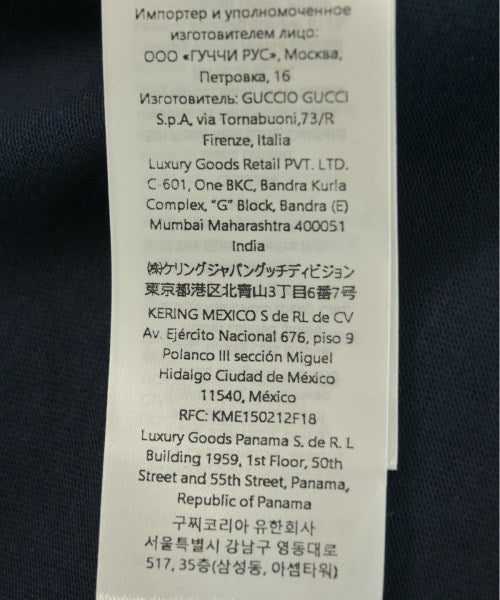 Импортер и уполномоченное
изготовителем лицо:
ООО «ГУЧЧИ РУС», Москва,
Петровка, 16
Изготовитель: GUCCIO GUCCI
S.p.A. via Tornabuoni,73/R
Firenze, Italia
Luxury Goods Retail PVT. LTD.
C-601, One BKC, Bandra Kurla
Complex, "G" Block, Bandra (E)
Mumbai Maharashtra 400051
India
㈱ケリングジャパングッチディビジョン
東京都港区北青山3丁目6番7号
KERING MEXICO S de RL de CV
Av. Ejército Nacional 676, piso 9
Polanco III sección Miguel
Hidalgo Ciudad de México
11540, México
RFC: KME150212F18
Luxury Goods Panama S. de R. L
Building 1959, 1st Floor, 50th
Street and 55th Street, Panama,
Republic of Panama
구찌코리아 유한회사
서울특별시 강남구 영동대로
517, 35층(삼성동, 아셈타워)